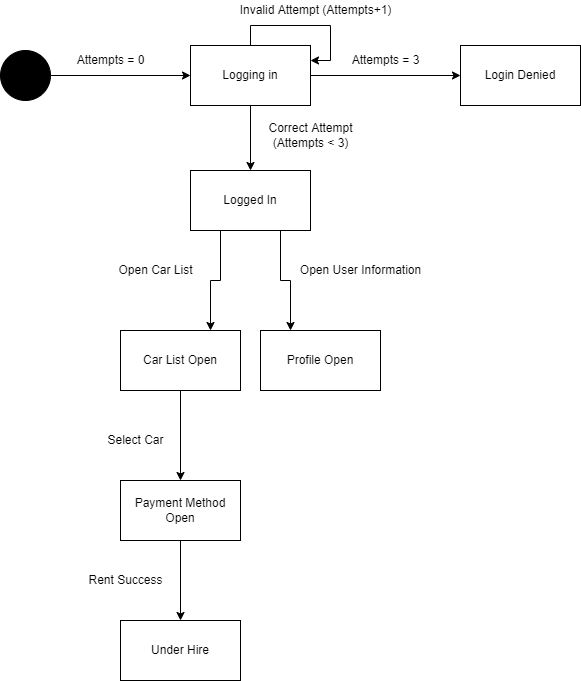 Invalid Attempt (Attempts+1)
Attempts = 0
Logging in
Attempts = 3
Login Denied
Correct Attempt
(Attempts < 3)
Logged In
Open Car List
Open User Information
Car List Open
Profile Open
Select Car
Payment Method
Open
Rent Success
Under Hire